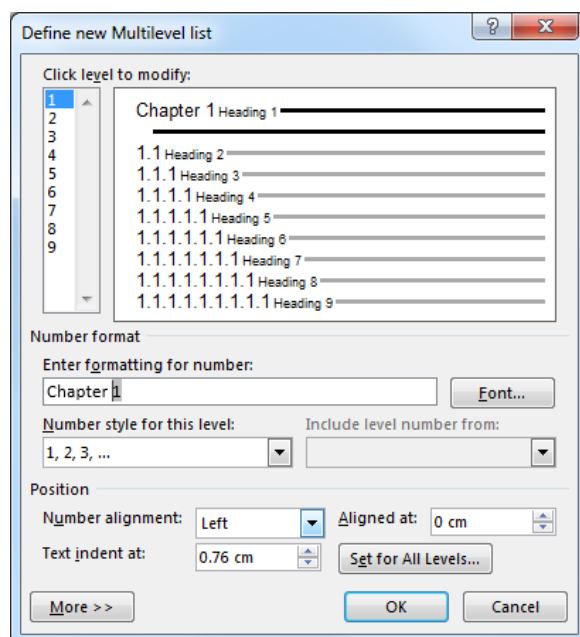 Define new Multilevel list
Click level to modify:
1
2
3
4
5
6
7
8
9
Chapter 1 Heading 1
1.1 Heading 2
1.1.1 Heading 3
1.1.1.1 Heading 4
1.1.1.1.1 Heading 5
1.1.1.1.1.1 Heading 6
1.1.1.1.1.1.1 Heading 7
1.1.1.1.1.1.1.1 Heading 8
1.1.1.1.1.1.1.1.1 Heading 9
Number format
Enter formatting for number:
Chapter 1
Font...
Number style for this level:
Include level number from:
1, 2, 3, ...
Position
Number alignment:
Left
Aligned at:
0 cm
Text indent at:
0.76 cm
Set for All Levels...
More >>
OK
Cancel